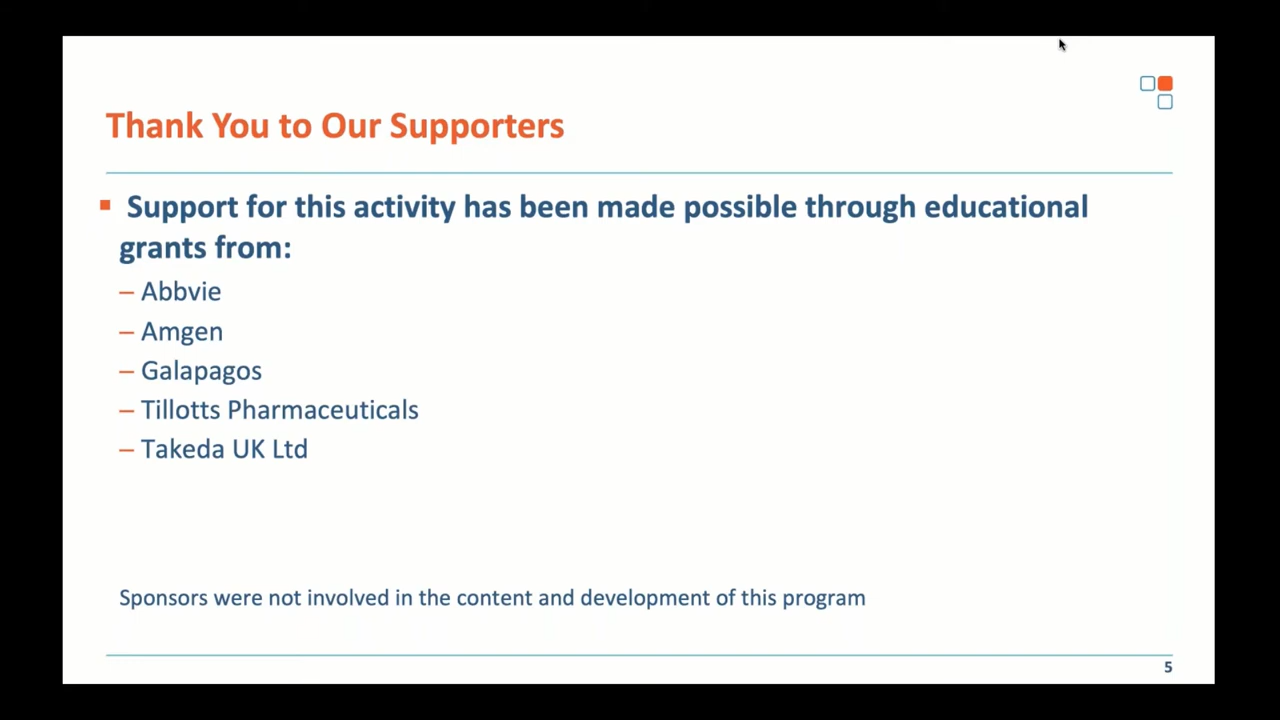 Thank You to Our Supporters
▪ Support for this activity has been made possible through educational
grants from:
– Abbvie
– Amgen
– Galapagos
– Tillotts Pharmaceuticals
– Takeda UK Ltd
Sponsors were not involved in the content and development of this program
5